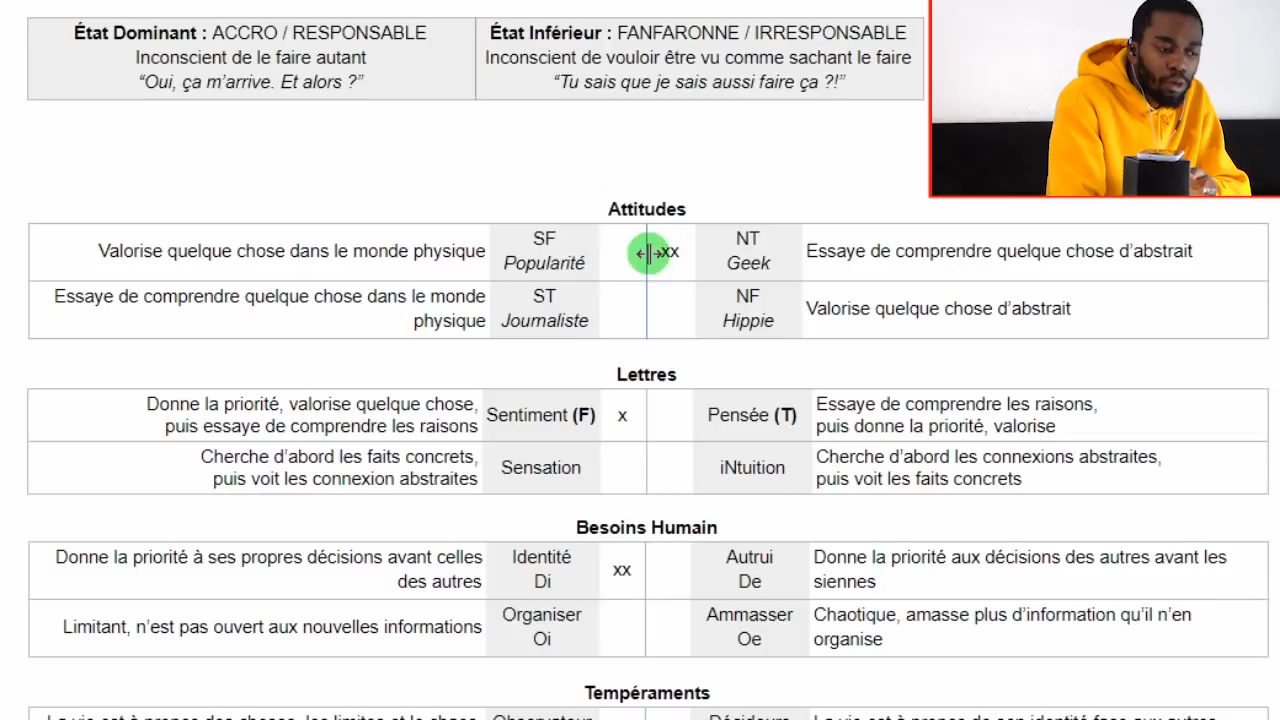 État Dominant : ACCRO / RESPONSABLE
Inconscient de le faire autant
“Oui, ça m’arrive. Et alors ?”
État Inférieur : FANFARONNE / IRRESPONSABLE
Inconscient de vouloir être vu comme sachant le faire
“Tu sais que je sais aussi faire ça ?!”
Attitudes
Valorise quelque chose dans le monde physique
SF
Popularité
xx
NT
Geek
Essaye de comprendre quelque chose d’abstrait
Essaye de comprendre quelque chose dans le monde
physique
ST
Journaliste
NF
Hippie
Valorise quelque chose d’abstrait
Lettres
Donne la priorité, valorise quelque chose,
puis essaye de comprendre les raisons
Sentiment (F)
x
Pensée (T)
Essaye de comprendre les raisons,
puis donne la priorité, valorise
Cherche d’abord les faits concrets,
puis voit les connexion abstraites
Sensation
iNtuition
Cherche d’abord les connexions abstraites,
puis voit les faits concrets
Besoins Humain
Donne la priorité à ses propres décisions avant celles
des autres
Identité
Di
xx
Autrui
De
Donne la priorité aux décisions des autres avant les
siennes
Limitant, n’est pas ouvert aux nouvelles informations
Organiser
Oi
Ammasser
Oe
Chaotique, amasse plus d’information qu’il n’en
organise
Tempéraments